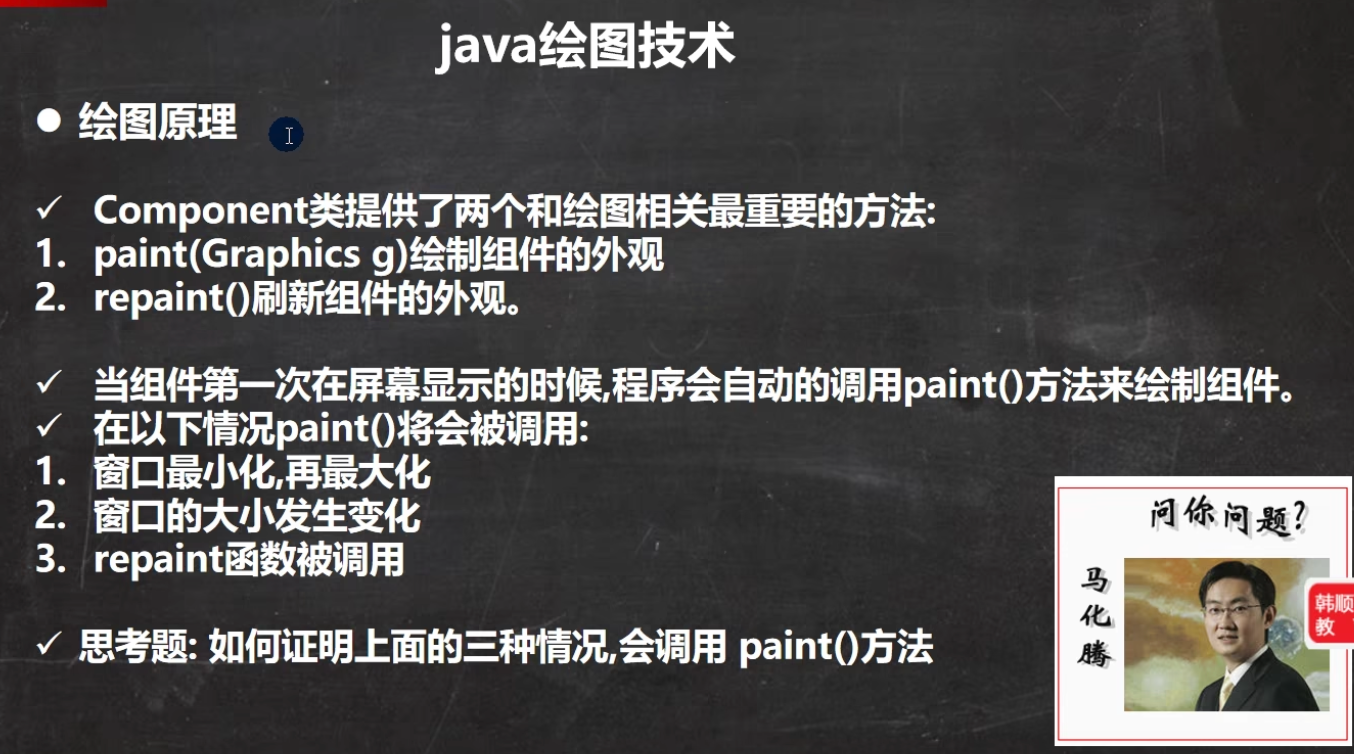 java绘图技术
● 绘图原理
✓ Component类提供了两个和绘图相关最重要的方法:
1. paint(Graphics g)绘制组件的外观
2. repaint()刷新组件的外观。
✓ 当组件第一次在屏幕显示的时候,程序会自动的调用paint()方法来绘制组件。
✓ 在以下情况paint()将会被调用:
1. 窗口最小化,再最大化
2. 窗口的大小发生变化
3. repaint函数被调用
✓ 思考题: 如何证明上面的三种情况,会调用 paint()方法
问你问题?
马化腾
韩顺
教